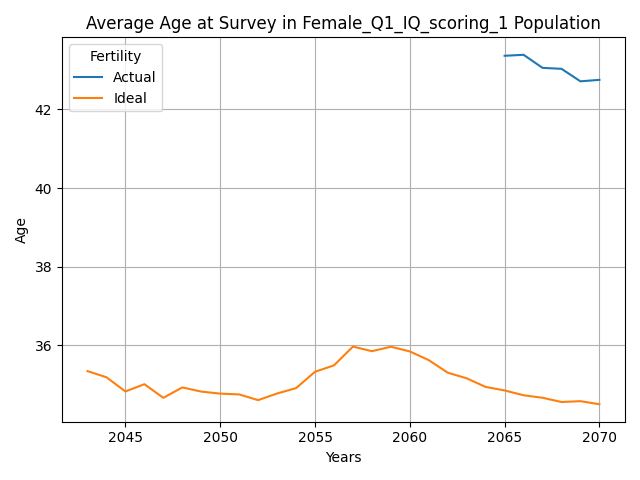 Average Age at Survey in Female_Q1_IQ_scoring_1 Population
Fertility
Actual
Ideal
42
40
38
36
Age
2045
2050
2055
2060
2065
2070
Years